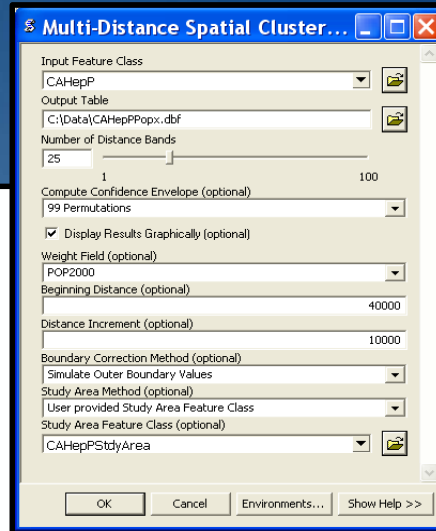 Multi-Distance Spatial Cluster...
Input Feature Class
CAHepP
Output Table
C:\Data\CAHepPPopx.dbf
Number of Distance Bands
25
1 100
Compute Confidence Envelope (optional)
99 Permutations
Display Results Graphically (optional)
Weight Field (optional)
POP2000
Beginning Distance (optional)
40000
Distance Increment (optional)
10000
Boundary Correction Method (optional)
Simulate Outer Boundary Values
Study Area Method (optional)
User provided Study Area Feature Class
Study Area Feature Class (optional)
CAHepPStdyArea
OK Cancel Environments... Show Help >>